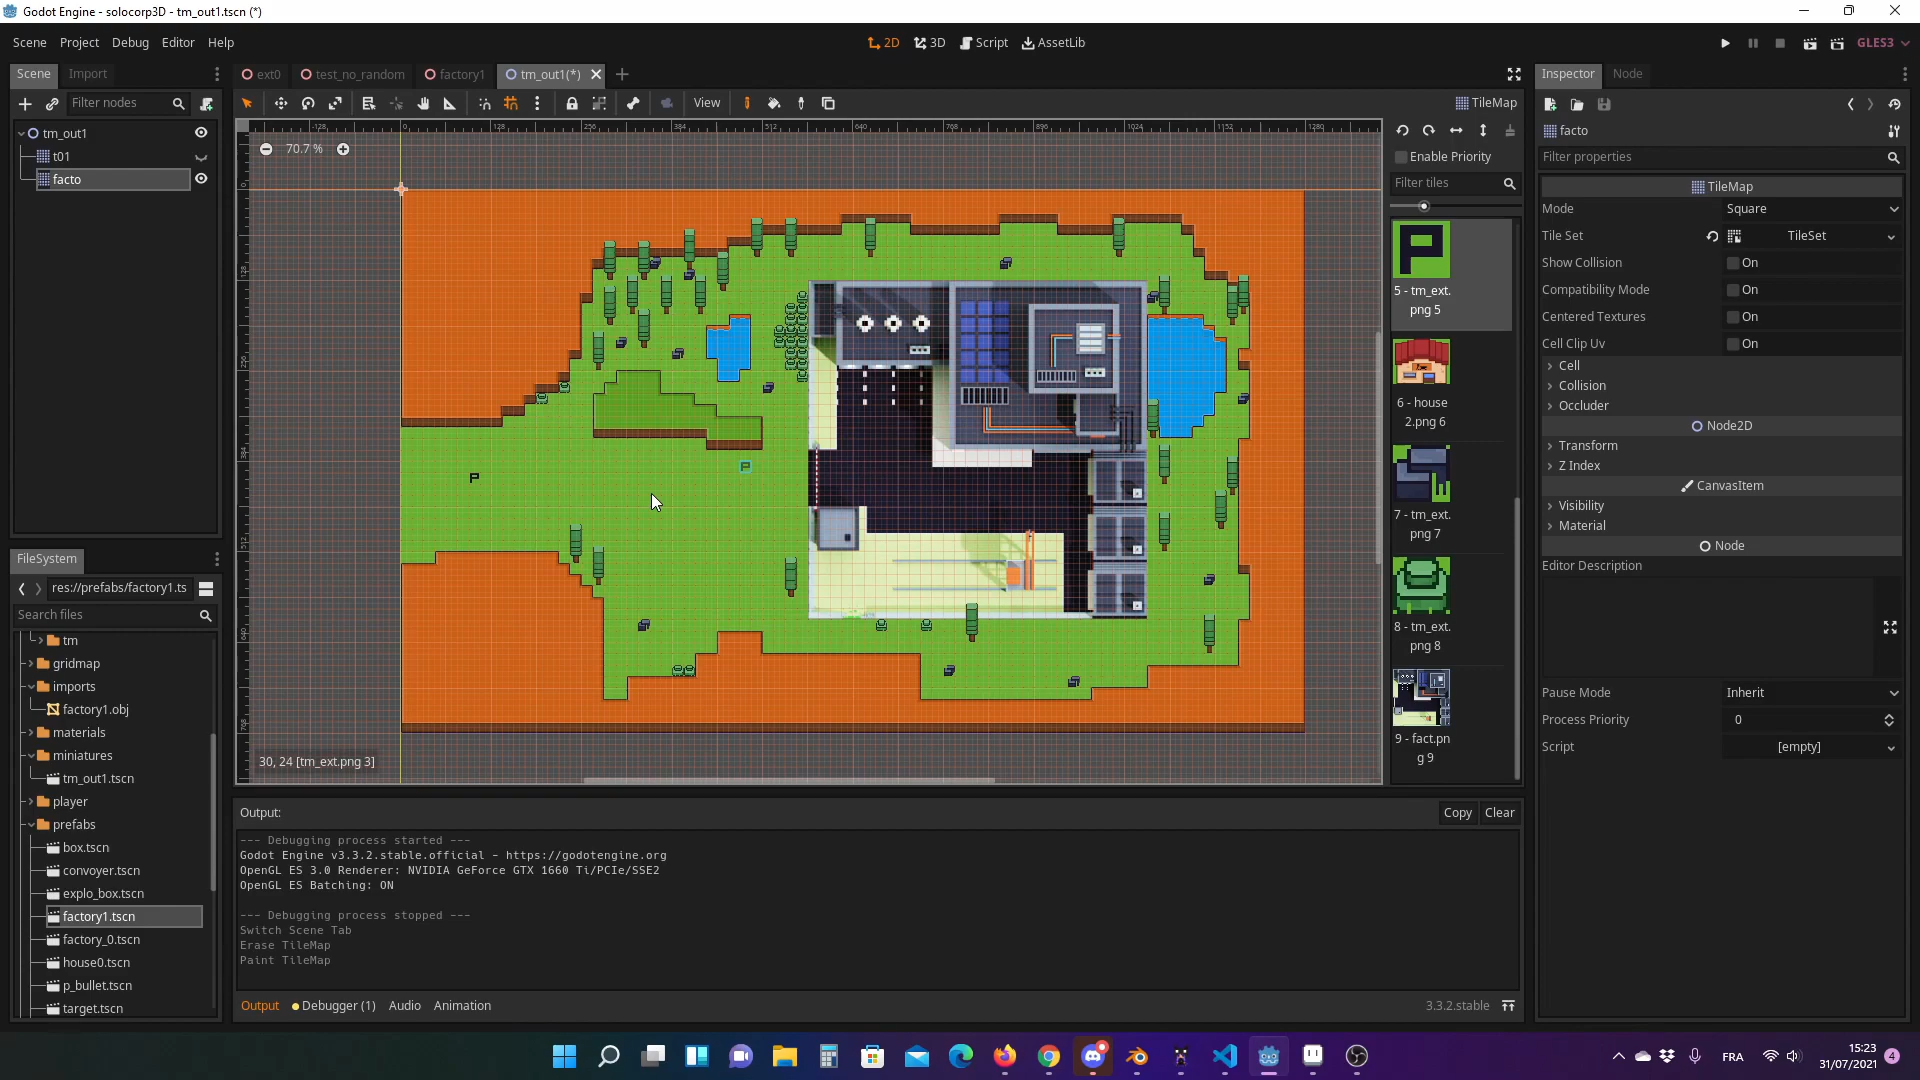 Godot Engine - solocorp3D - tm_out1.tscn (*)
Scene Project Debug Editor Help
2D 3D Script AssetLib
GLES3
Scene Import
ext0 test_no_random factory1 tm_out1(*)
Inspector Node
Filter nodes
View
TileMap
tm_out1
t01
facto
70.7 %
Enable Priority
Filter tiles
facto
Filter properties
TileMap
Mode Square
Tile Set TileSet
Show Collision On
Compatibility Mode On
Centered Textures On
Cell Clip Uv On
Cell
Collision
Occluder
Node2D
Transform
Z Index
CanvasItem
Visibility
Material
Node
Editor Description
Pause Mode Inherit
Process Priority 0
Script [empty]
5 - tm_ext.
png 5
6 - house
2.png 6
7 - tm_ext.
png 7
8 - tm_ext.
png 8
9 - fact.pn
g 9
30, 24 [tm_ext.png 3]
FileSystem
res://prefabs/factory1.ts
Search files
tm
gridmap
imports
factory1.obj
materials
miniatures
tm_out1.tscn
player
prefabs
box.tscn
convoyer.tscn
explo_box.tscn
factory1.tscn
factory_0.tscn
house0.tscn
p_bullet.tscn
target.tscn
Output:
Copy Clear
--- Debugging process started ---
Godot Engine v3.3.2.stable.official - https://godotengine.org
OpenGL ES 3.0 Renderer: NVIDIA GeForce GTX 1660 Ti/PCIe/SSE2
OpenGL ES Batching: ON
--- Debugging process stopped ---
Switch Scene Tab
Erase TileMap
Paint TileMap
Output Debugger (1) Audio Animation
3.3.2.stable
FRA
15:23
31/07/2021
4